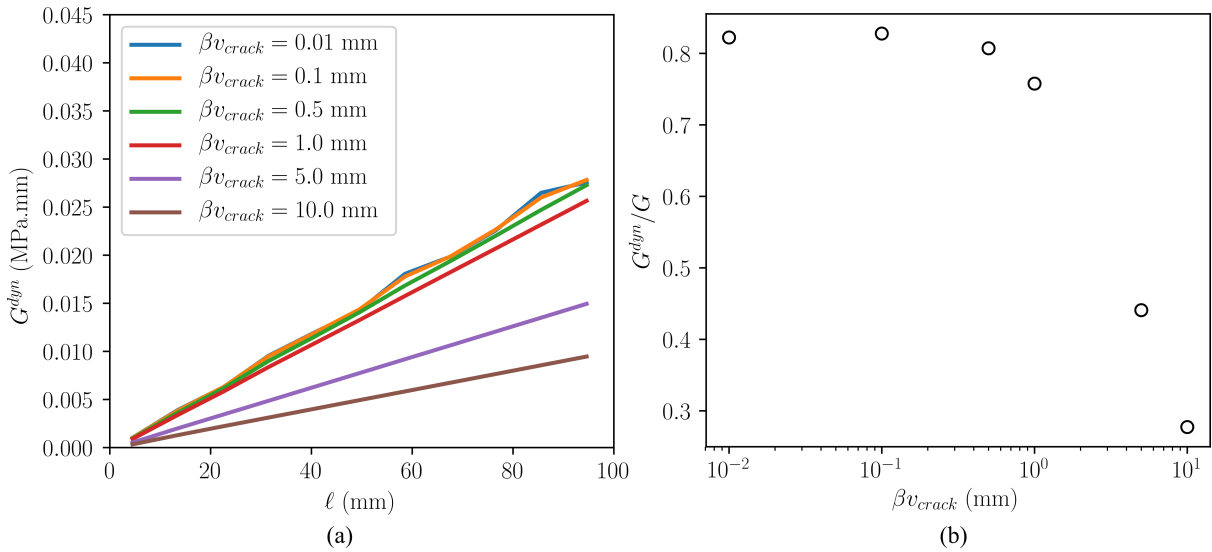 0.045
0.040
0.035
0.030
0.025
0.020
0.015
0.010
0.005
0.000
G^{dyn} (MPa.mm)
βv_{crack} = 0.01 mm
βv_{crack} = 0.1 mm
βv_{crack} = 0.5 mm
βv_{crack} = 1.0 mm
βv_{crack} = 5.0 mm
βv_{crack} = 10.0 mm
0 20 40 60 80 100
ℓ (mm)
(a)
0.8
0.7
0.6
0.5
0.4
0.3
G^{dyn}/G
10^{-2} 10^{-1} 10^{0} 10^{1}
βv_{crack} (mm)
(b)